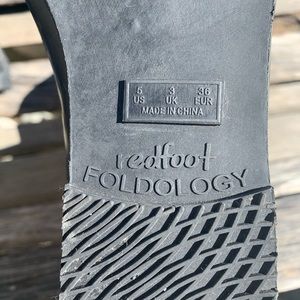 5 3 36
US UK EUR
MADE IN CHINA
redfoot
FOLDOLOGY